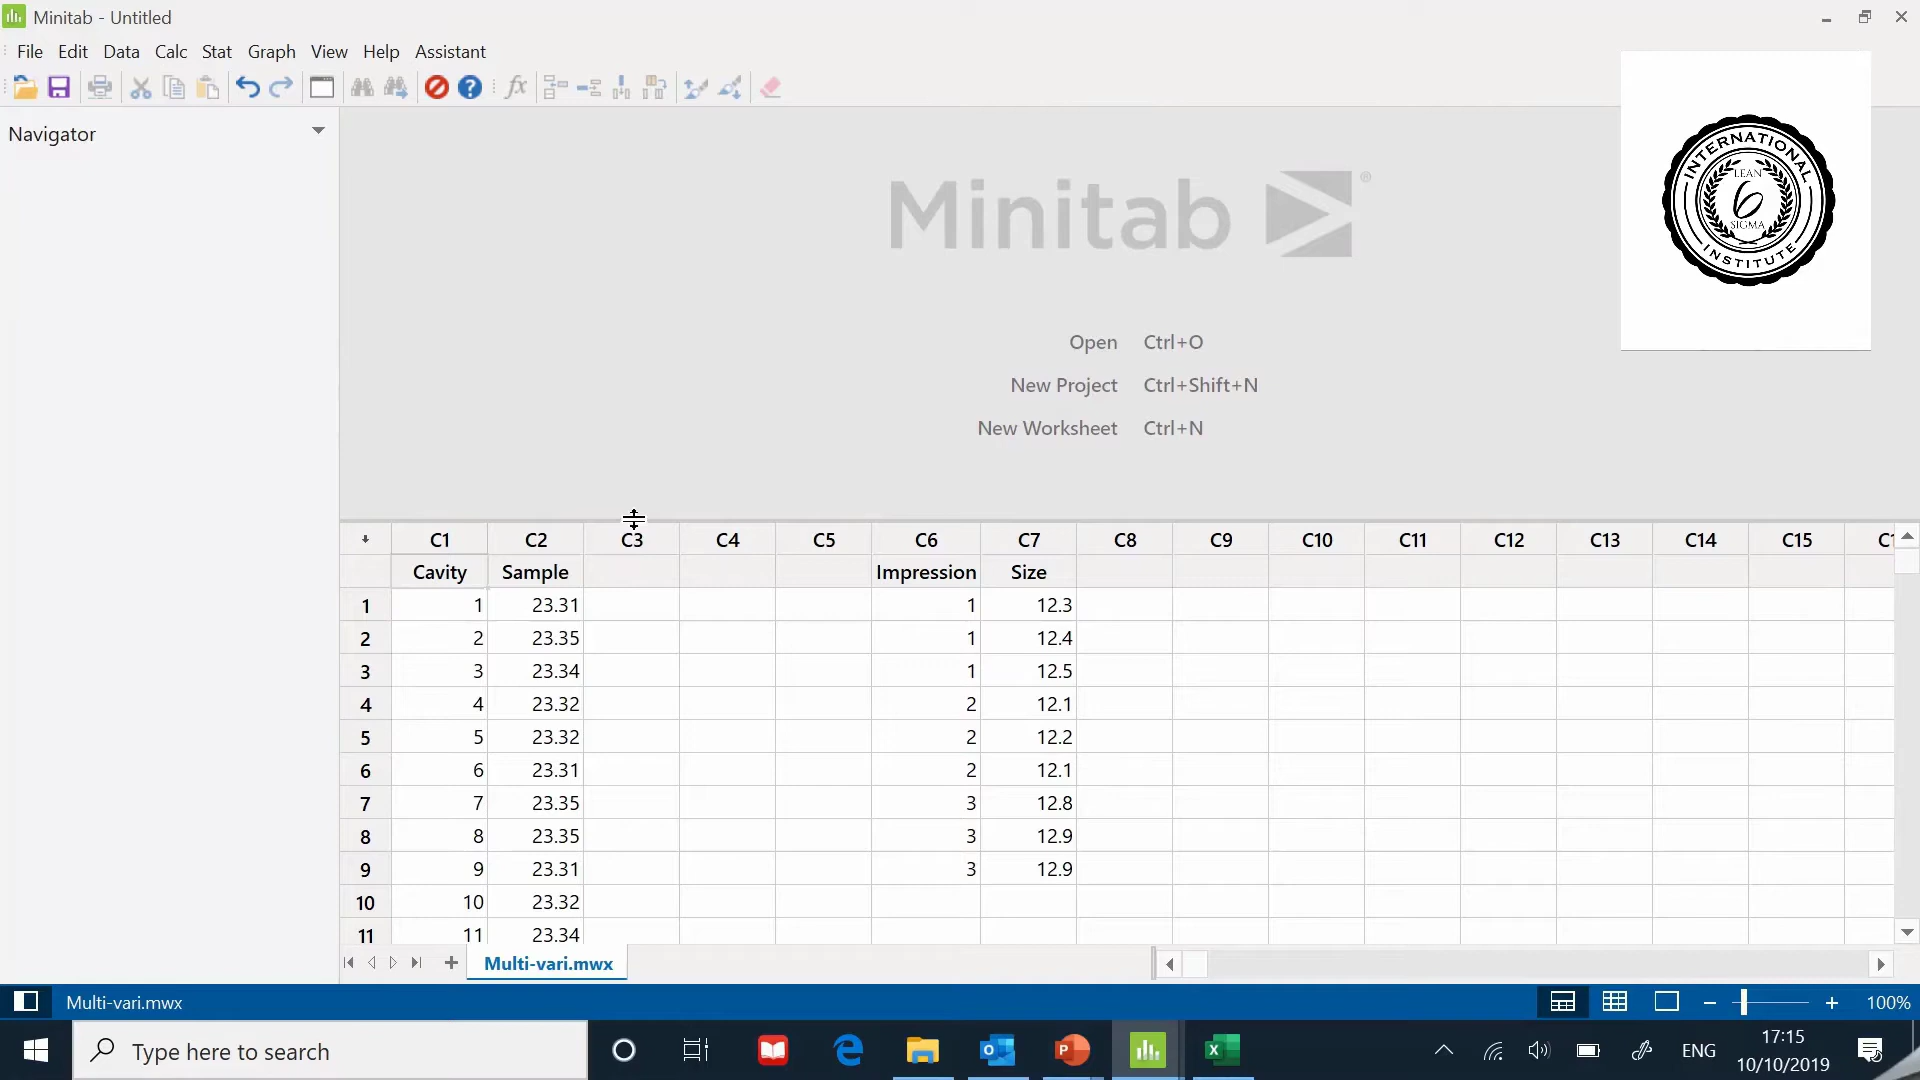 Minitab - Untitled
File Edit Data Calc Stat Graph View Help Assistant
fx
Navigator
Minitab ®
INTERNATIONAL
LEAN
6
SIGMA
INSTITUTE
Open Ctrl+O
New Project Ctrl+Shift+N
New Worksheet Ctrl+N
C1 C2 C3 C4 C5 C6 C7 C8 C9 C10 C11 C12 C13 C14 C15
Cavity Sample Impression Size
1 1 23.31 1 12.3
2 2 23.35 1 12.4
3 3 23.34 1 12.5
4 4 23.32 2 12.1
5 5 23.32 2 12.2
6 6 23.31 2 12.1
7 7 23.35 3 12.8
8 8 23.35 3 12.9
9 9 23.31 3 12.9
10 10 23.32
11 11 23.34
Multi-vari.mwx
Multi-vari.mwx 100%
Type here to search
ENG
17:15
10/10/2019